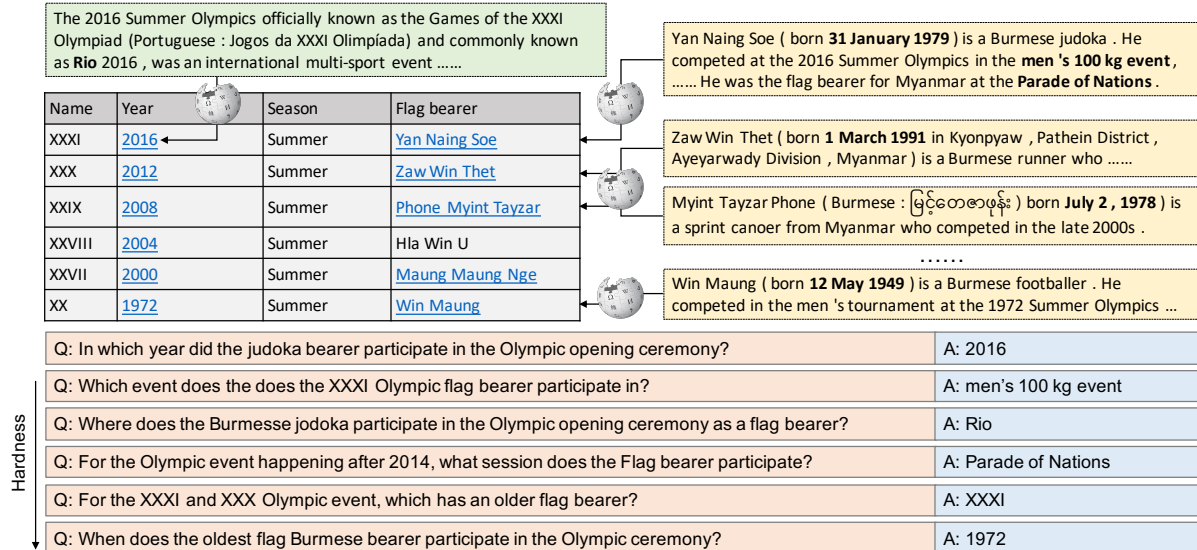 The 2016 Summer Olympics officially known as the Games of the XXXI
Olympiad (Portuguese : Jogos da XXXI Olimpíada) and commonly known
as Rio 2016 , was an international multi-sport event ......
Yan Naing Soe ( born 31 January 1979 ) is a Burmese judoka . He
competed at the 2016 Summer Olympics in the men 's 100 kg event ,
...... He was the flag bearer for Myanmar at the Parade of Nations .
Name Year Season Flag bearer
XXXI 2016 Summer Yan Naing Soe
XXX 2012 Summer Zaw Win Thet
XXIX 2008 Summer Phone Myint Tayzar
XXVIII 2004 Summer Hla Win U
XXVII 2000 Summer Maung Maung Nge
XX 1972 Summer Win Maung
Zaw Win Thet ( born 1 March 1991 in Kyonpyaw , Pathein District ,
Ayeyarwady Division , Myanmar ) is a Burmese runner who ......
Myint Tayzar Phone ( Burmese : မြင့်တေဇာဖုန်း ) born July 2 , 1978 ) is
a sprint canoer from Myanmar who competed in the late 2000s .
......
Win Maung ( born 12 May 1949 ) is a Burmese footballer . He
competed in the men 's tournament at the 1972 Summer Olympics ...
Q: In which year did the judoka bearer participate in the Olympic opening ceremony? A: 2016
Q: Which event does the does the XXXI Olympic flag bearer participate in? A: men's 100 kg event
Q: Where does the Burmesse jodoka participate in the Olympic opening ceremony as a flag bearer? A: Rio
Q: For the Olympic event happening after 2014, what session does the Flag bearer participate? A: Parade of Nations
Q: For the XXXI and XXX Olympic event, which has an older flag bearer? A: XXXI
Q: When does the oldest flag Burmese bearer participate in the Olympic ceremony? A: 1972
Hardness